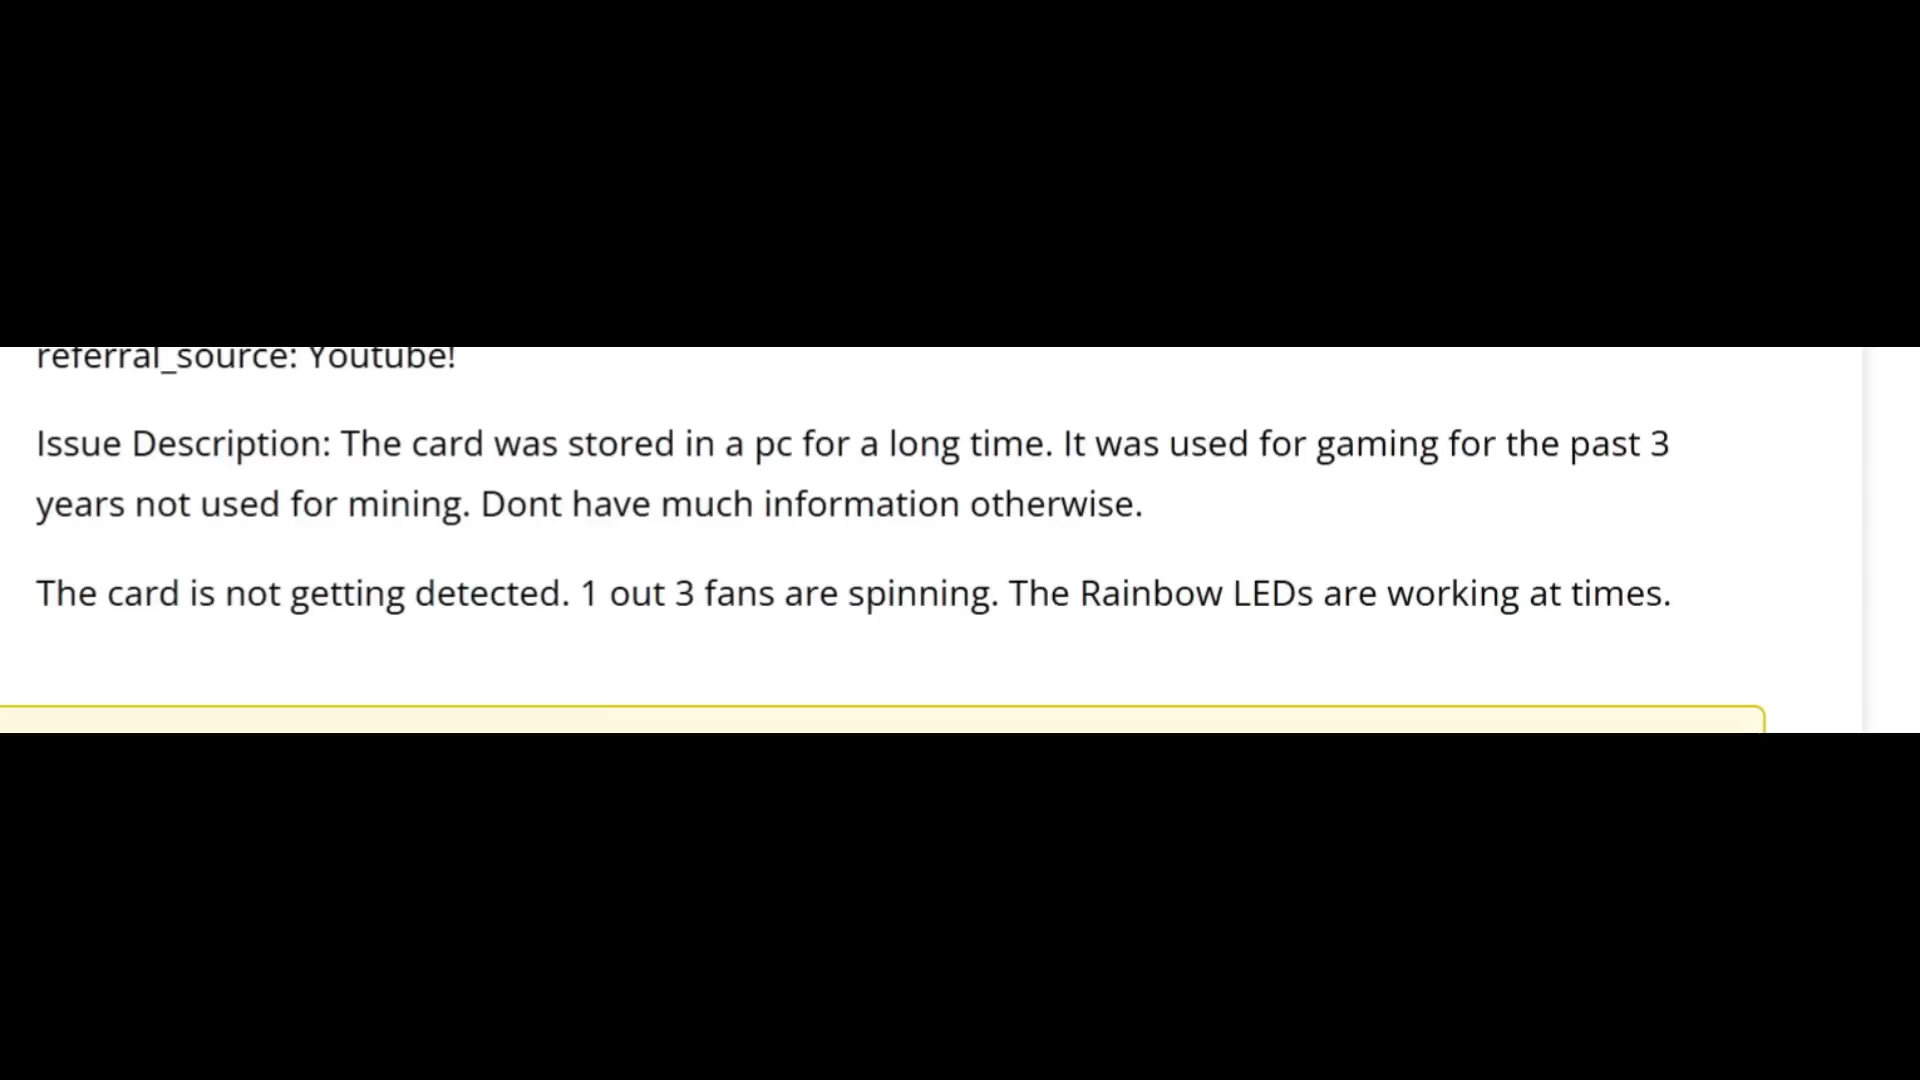 referral_source: Youtube!
Issue Description: The card was stored in a pc for a long time. It was used for gaming for the past 3
years not used for mining. Dont have much information otherwise.
The card is not getting detected. 1 out 3 fans are spinning. The Rainbow LEDs are working at times.